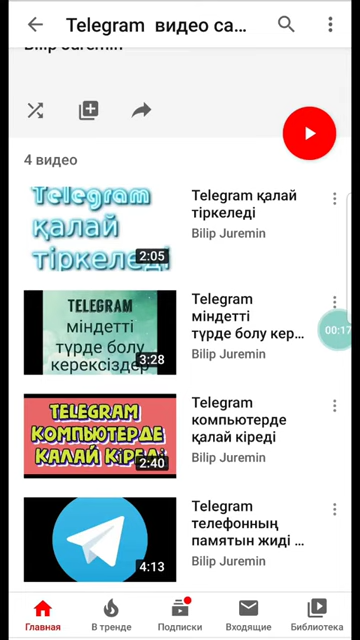 Telegram видео са...
Bilip Juremin
4 видео
Telegram
қалай
тіркеледі
2:05
Telegram қалай
тіркеледі
Bilip Juremin
TELEGRAM
міндетті
түрде болу
керексіздер
3:28
Telegram
міндетті
түрде болу кер...
Bilip Juremin
00:17
TELEGRAM
КОМПЬЮТЕРДЕ
ҚАЛАЙ КІРЕДІ
2:40
Telegram
компьютерде
қалай кіреді
Bilip Juremin
4:13
Telegram
телефонның
памятын жиді ...
Bilip Juremin
Главная
В тренде
Подписки
Входящие
Библиотека